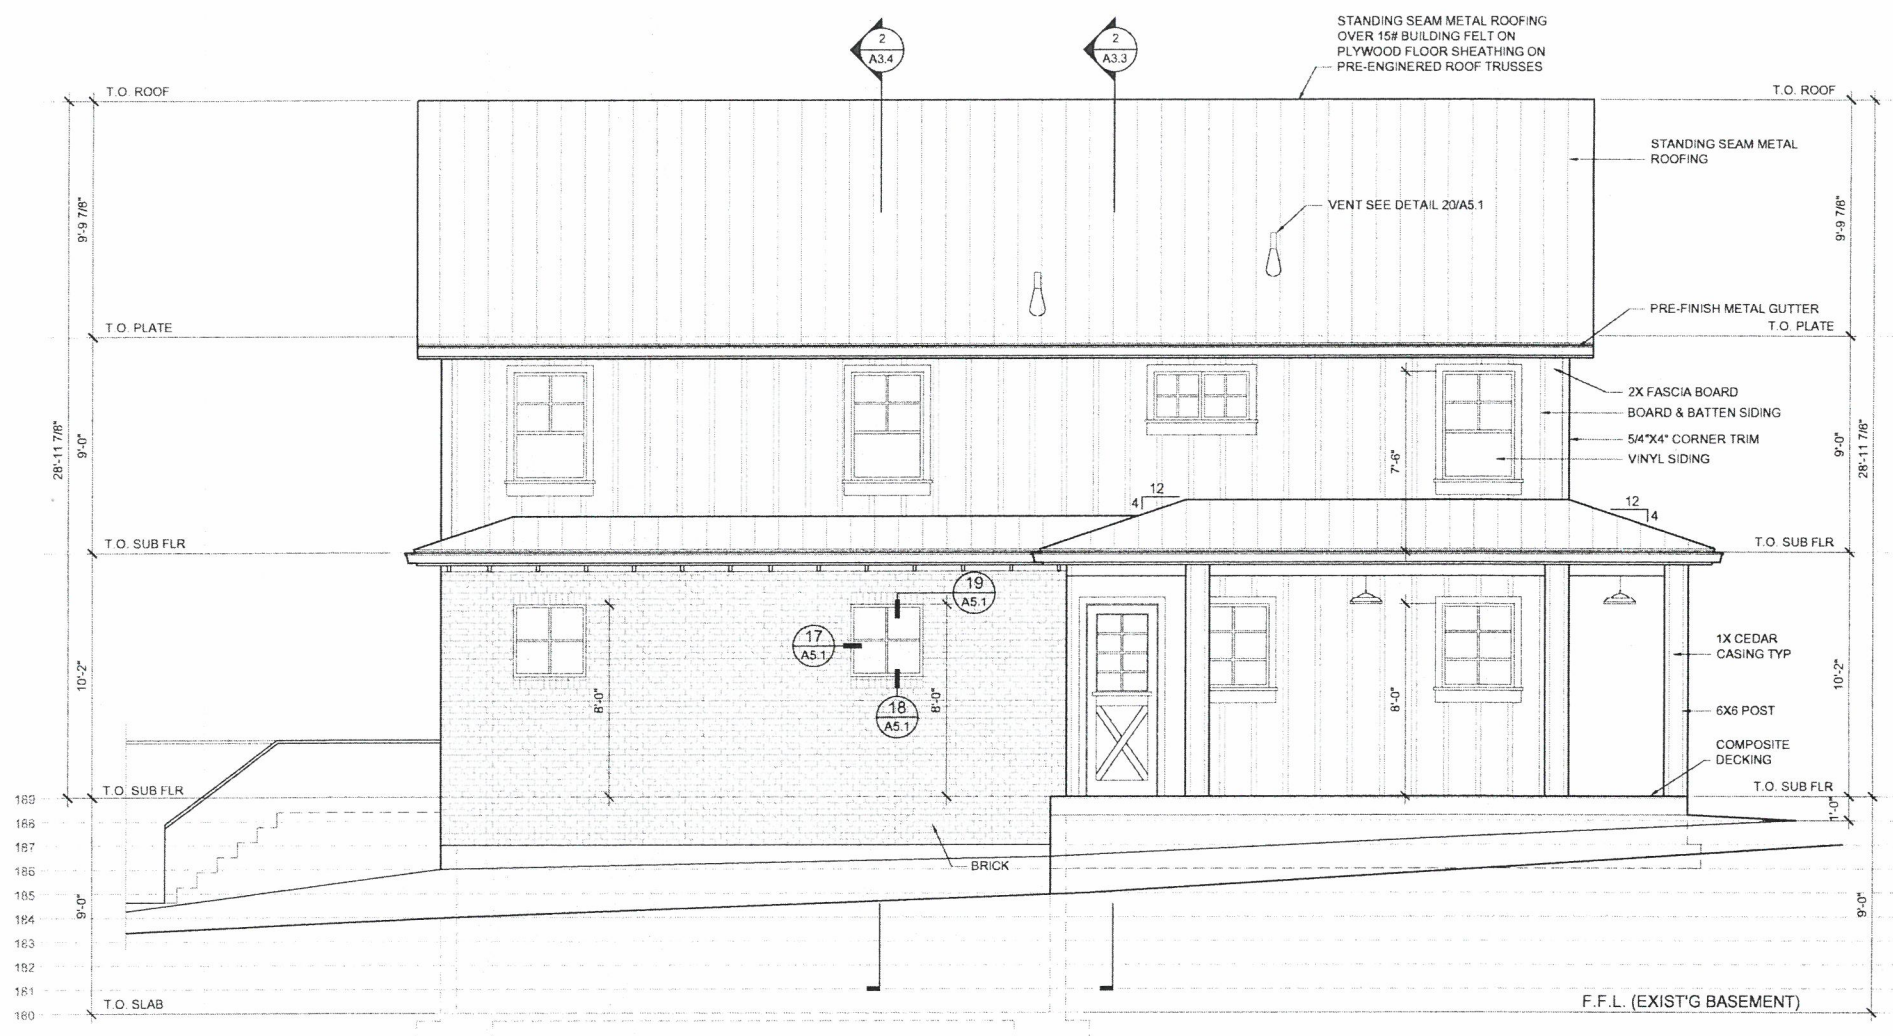 STANDING SEAM METAL ROOFING
OVER 15# BUILDING FELT ON
PLYWOOD FLOOR SHEATHING ON
PRE-ENGINERED ROOF TRUSSES
2
A3.4
2
A3.3
T.O. ROOF
T.O. ROOF
STANDING SEAM METAL
ROOFING
9'-9 7/8"
VENT SEE DETAIL 20/A5.1
9'-9 7/8"
PRE-FINISH METAL GUTTER
T.O. PLATE
T.O. PLATE
2X FASCIA BOARD
BOARD & BATTEN SIDING
5/4"X4" CORNER TRIM
VINYL SIDING
28'-11 7/8"
9'-0"
7'-6"
9'-0"
28'-11 7/8"
12
4
12
4
T.O. SUB FLR
T.O. SUB FLR
19
A5.1
17
A5.1
18
A5.1
1X CEDAR
CASING TYP
10'-2"
8'-0"
8'-0"
8'-0"
10'-2"
6X6 POST
COMPOSITE
DECKING
T.O. SUB FLR
T.O. SUB FLR
1'-0"
BRICK
9'-0"
9'-0"
189
188
187
186
185
184
183
182
181
180
T.O. SLAB
F.F.L. (EXIST'G BASEMENT)